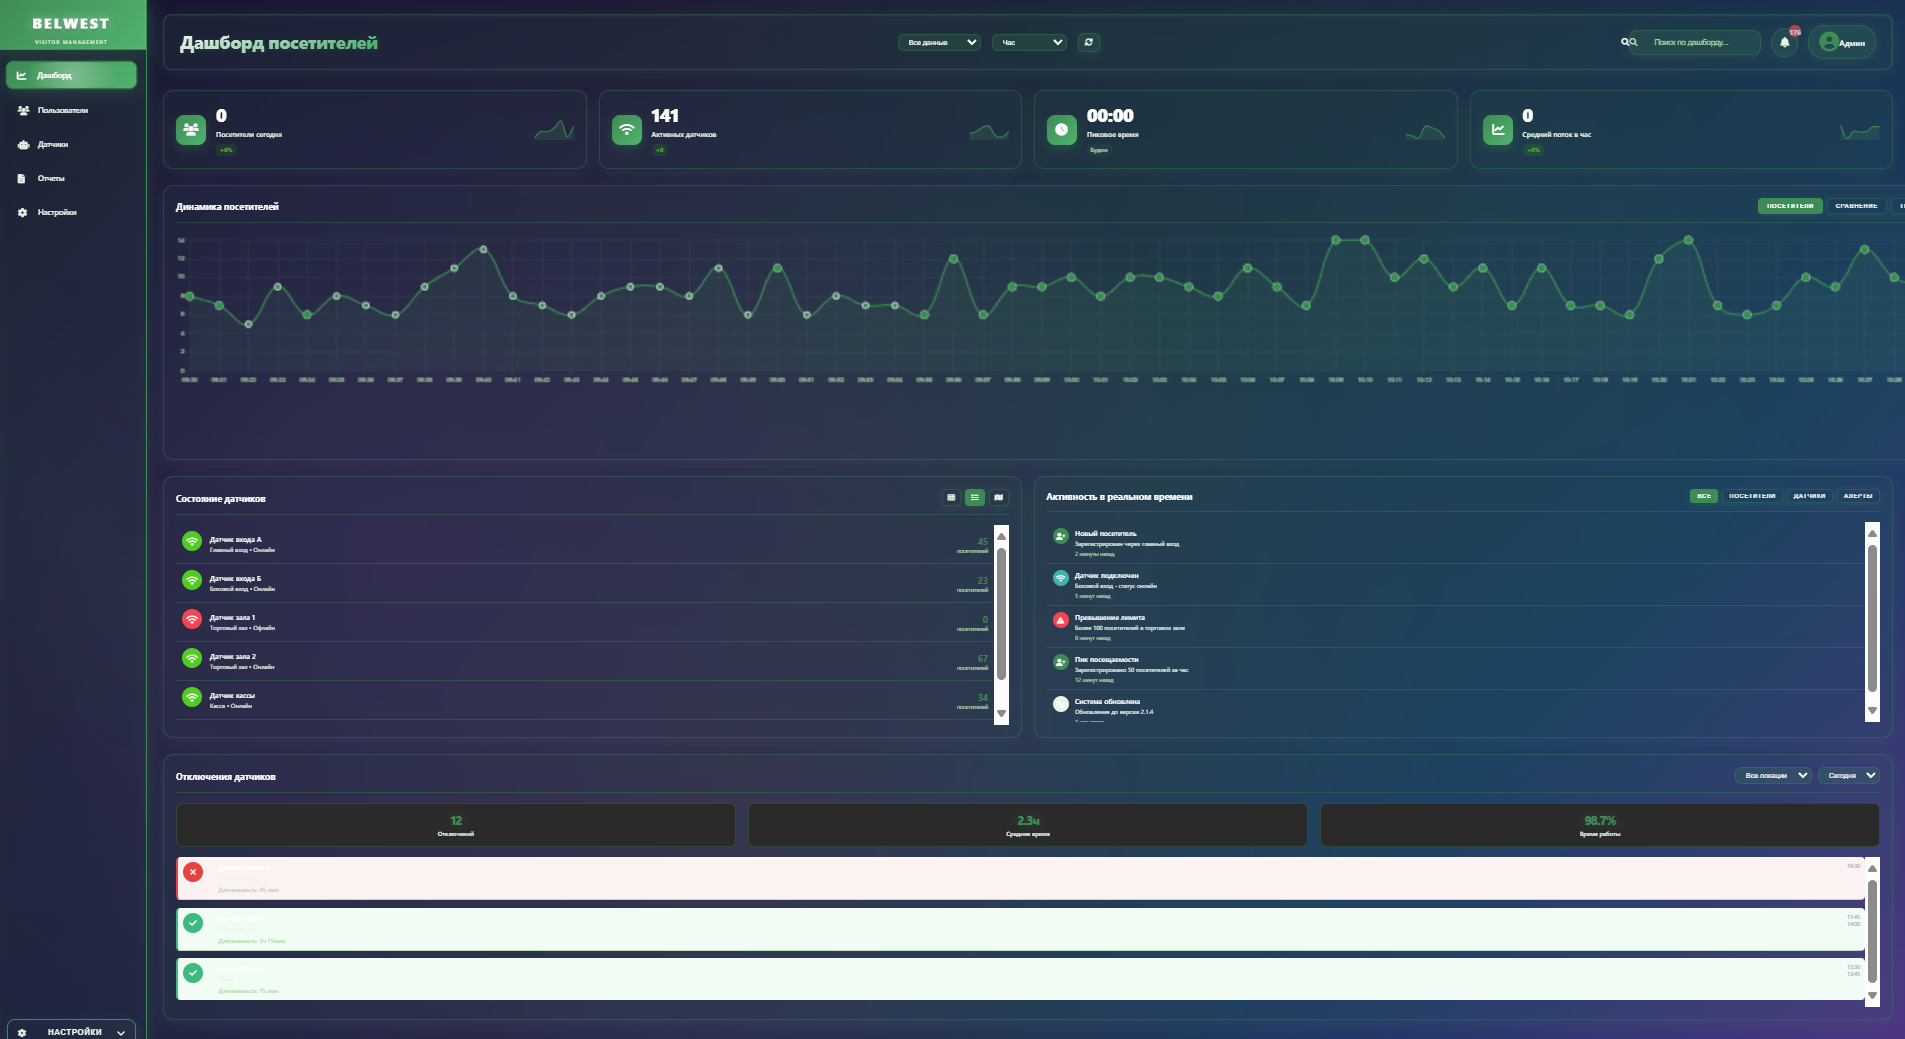 BELWEST
VISITOR MANAGEMENT
Дашборд
Пользователи
Датчики
Отчеты
Настройки
НАСТРОЙКИ
Дашборд посетителей
Все данные
Час
Поиск по дашборду...
176
Админ
0
Посетители сегодня
+0%
141
Активных датчиков
+0
00:00
Пиковое время
Будни
0
Средний поток в час
+0%
Динамика посетителей
ПОСЕТИТЕЛИ
СРАВНЕНИЕ
14
12
10
8
6
4
2
0
Состояние датчиков
Датчик входа А
Главный вход • Онлайн
45
посетителей
Датчик входа Б
Боковой вход • Онлайн
23
посетителей
Датчик зала 1
Торговый зал • Офлайн
0
посетителей
Датчик зала 2
Торговый зал • Онлайн
67
посетителей
Датчик кассы
Касса • Онлайн
34
посетителей
Активность в реальном времени
ВСЕ
ПОСЕТИТЕЛИ
ДАТЧИКИ
АЛЕРТЫ
Новый посетитель
Зарегистрирован через главный вход
2 минуты назад
Датчик подключен
Боковой вход - статус онлайн
5 минут назад
Превышение лимита
Более 100 посетителей в торговом зале
8 минут назад
Пик посещаемости
Зарегистрировано 50 посетителей за час
12 минут назад
Система обновлена
Обновление до версии 2.1.4
Отключения датчиков
Все локации
Сегодня
12
Отключений
2.3ч
Среднее время
98.7%
Время работы
14:30
Длительность: 45 мин
11:45
14:00
Длительность: 2ч 15мин
13:30
13:45
Длительность: 15 мин